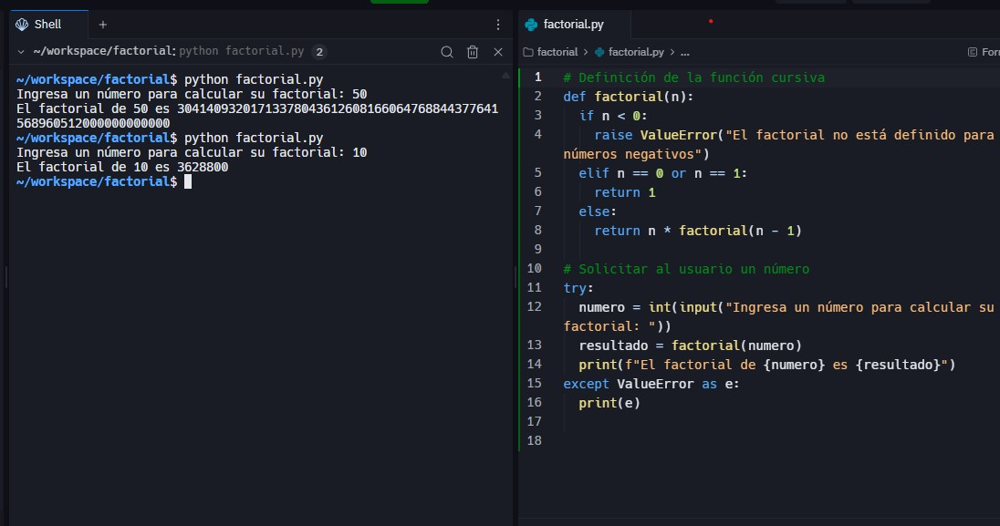 Shell
~/workspace/factorial: python factorial.py 2
~/workspace/factorial$ python factorial.py
Ingresa un número para calcular su factorial: 50
El factorial de 50 es 3041409320171337804361260816606476884437764​1
568960512000000000000
~/workspace/factorial$ python factorial.py
Ingresa un número para calcular su factorial: 10
El factorial de 10 es 3628800
~/workspace/factorial$
factorial.py
factorial > factorial.py > ...
1 # Definición de la función cursiva
2 def factorial(n):
3 if n < 0:
4 raise ValueError("El factorial no está definido para
números negativos")
5 elif n == 0 or n == 1:
6 return 1
7 else:
8 return n * factorial(n - 1)
9
10 # Solicitar al usuario un número
11 try:
12 numero = int(input("Ingresa un número para calcular su
factorial: "))
13 resultado = factorial(numero)
14 print(f"El factorial de {numero} es {resultado}")
15 except ValueError as e:
16 print(e)
17
18